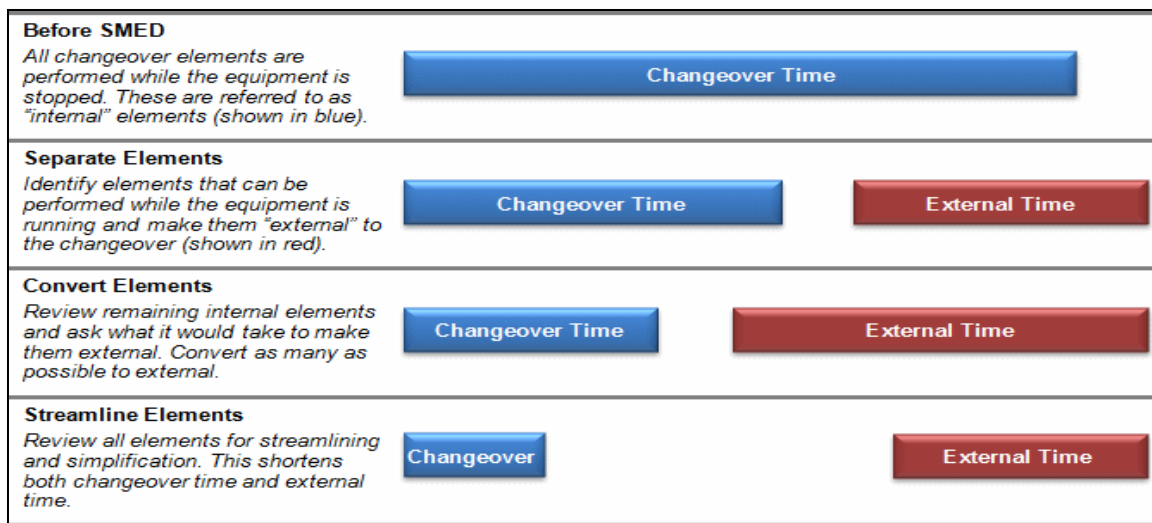 Before SMED
All changeover elements are
performed while the equipment is
stopped. These are referred to as
"internal" elements (shown in blue).
Changeover Time
Separate Elements
Identify elements that can be
performed while the equipment is
running and make them "external" to
the changeover (shown in red).
Changeover Time
External Time
Convert Elements
Review remaining internal elements
and ask what it would take to make
them external. Convert as many as
possible to external.
Changeover Time
External Time
Streamline Elements
Review all elements for streamlining
and simplification. This shortens
both changeover time and external
time.
Changeover
External Time